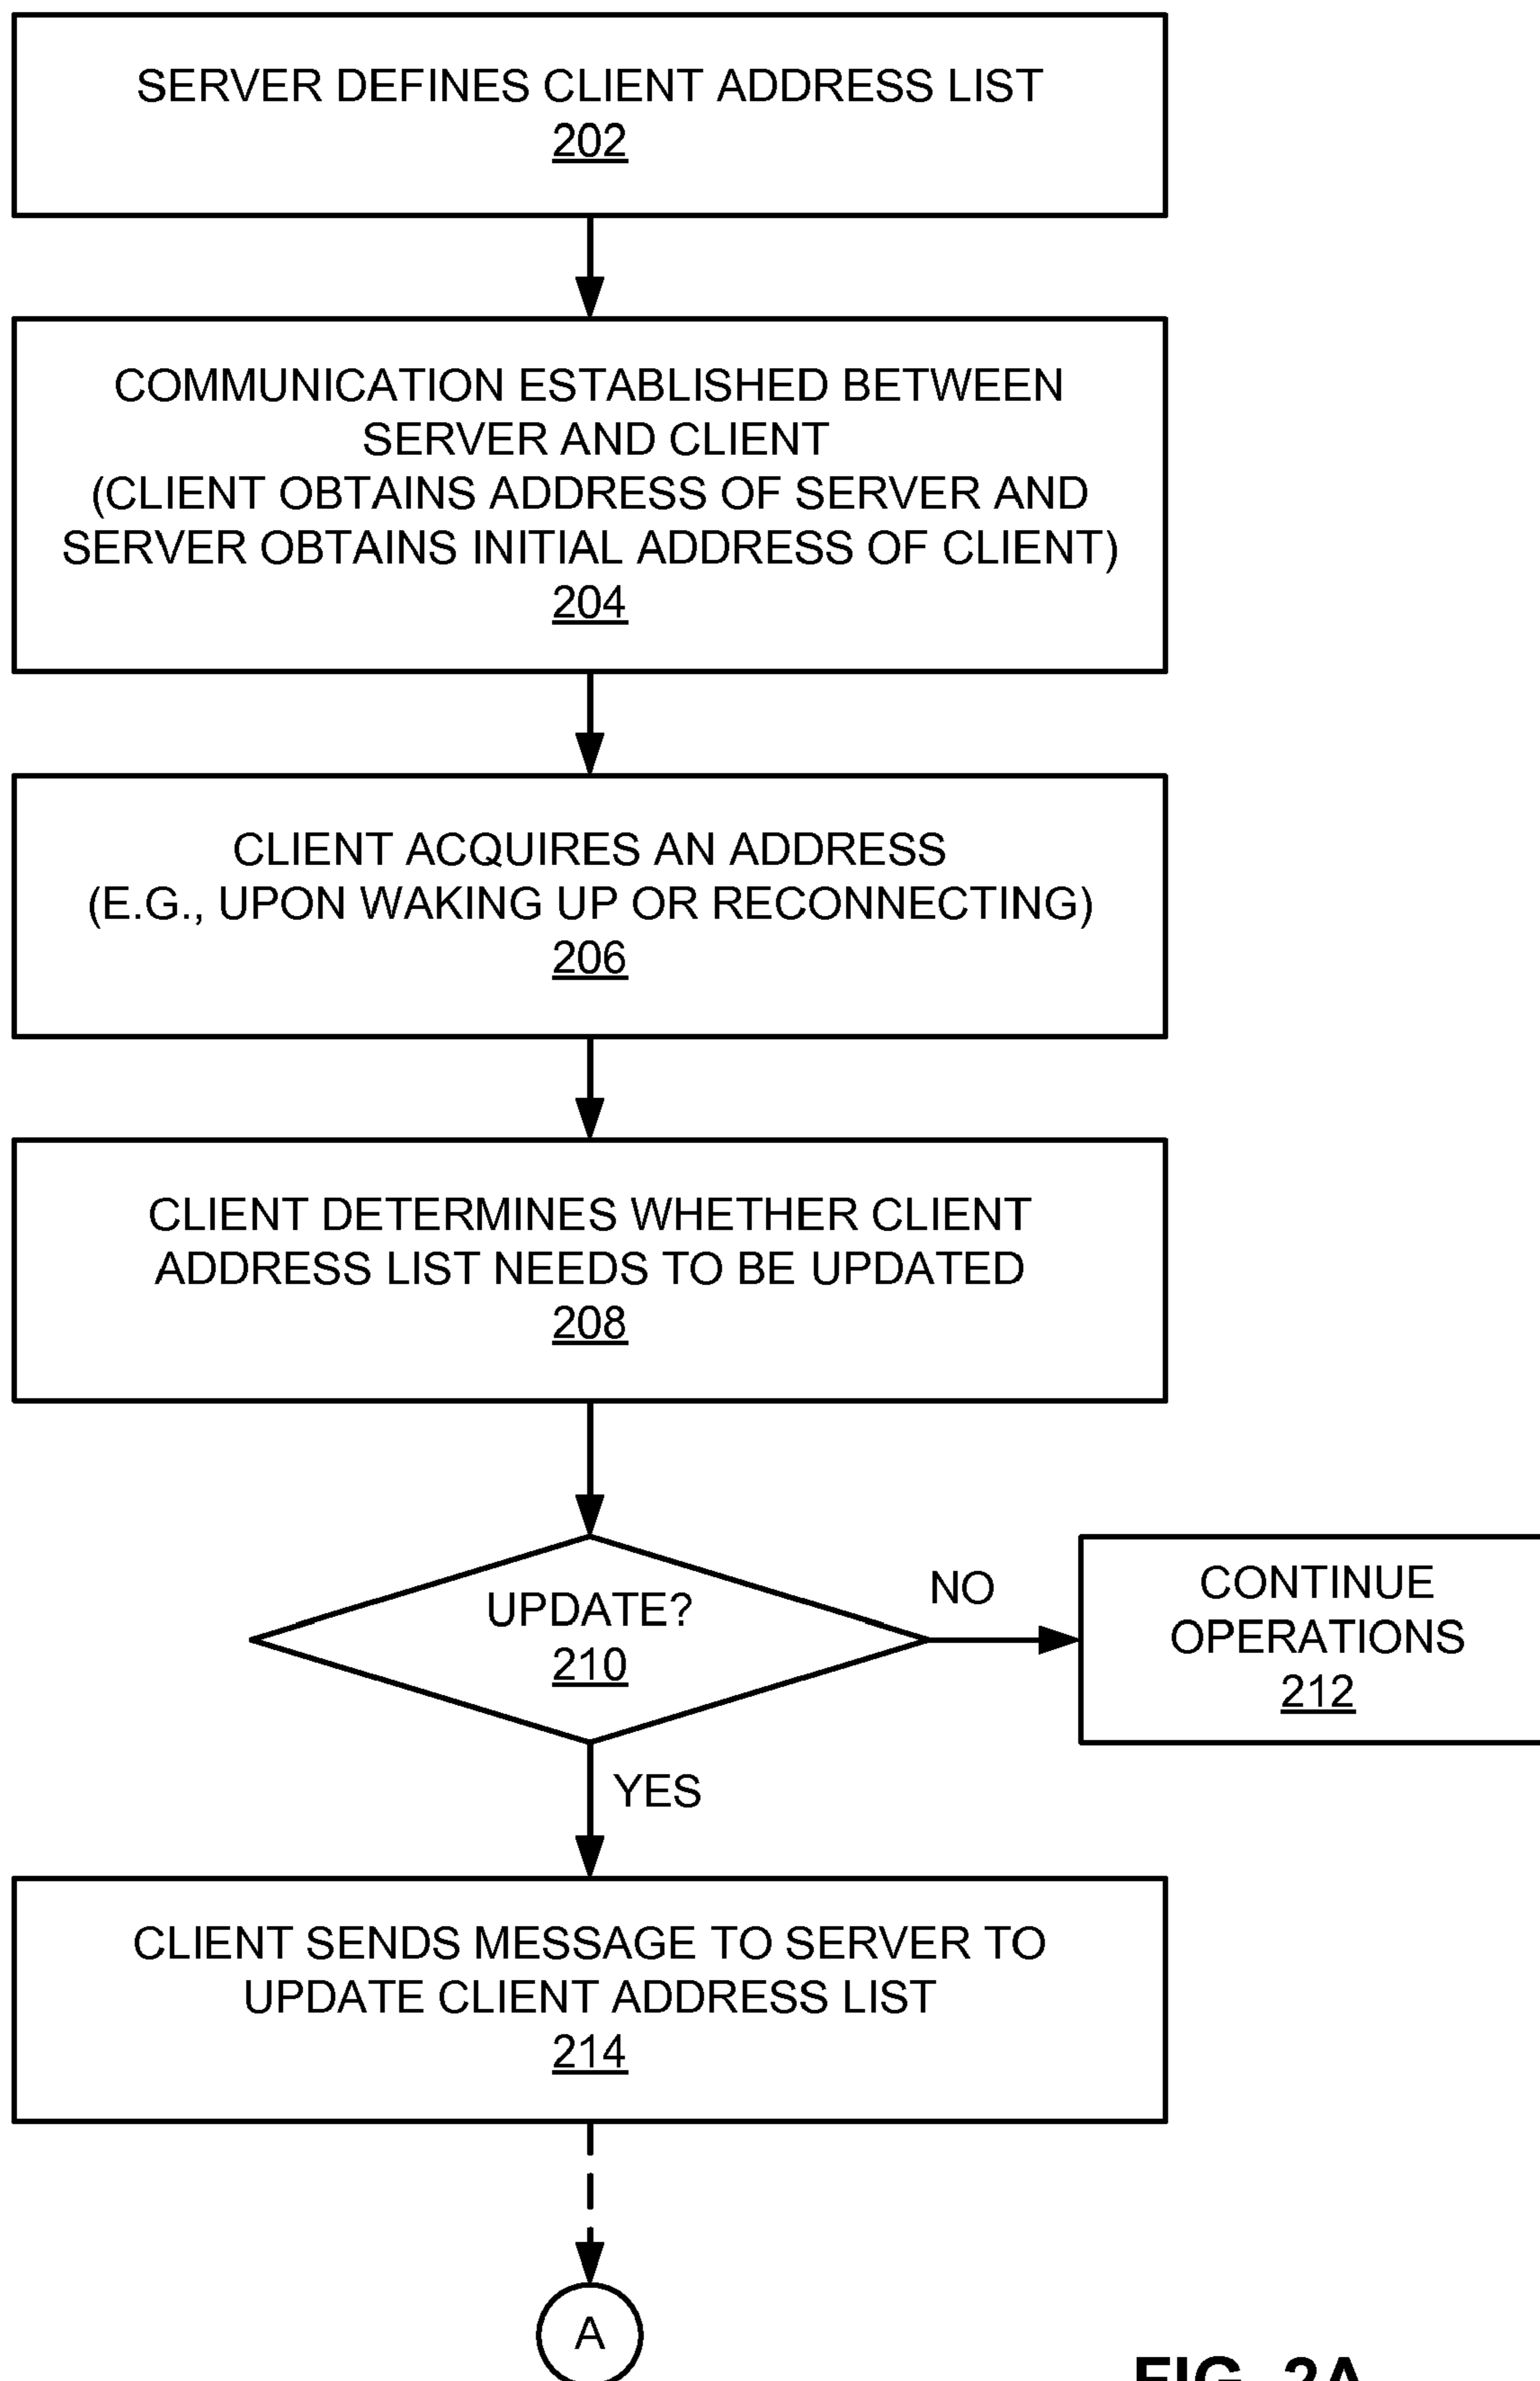 SERVER DEFINES CLIENT ADDRESS LIST
202
COMMUNICATION ESTABLISHED BETWEEN
SERVER AND CLIENT
(CLIENT OBTAINS ADDRESS OF SERVER AND
SERVER OBTAINS INITIAL ADDRESS OF CLIENT)
204
CLIENT ACQUIRES AN ADDRESS
(E.G., UPON WAKING UP OR RECONNECTING)
206
CLIENT DETERMINES WHETHER CLIENT
ADDRESS LIST NEEDS TO BE UPDATED
208
UPDATE?
210
NO
CONTINUE
OPERATIONS
212
YES
CLIENT SENDS MESSAGE TO SERVER TO
UPDATE CLIENT ADDRESS LIST
214
A
FIG. 2A